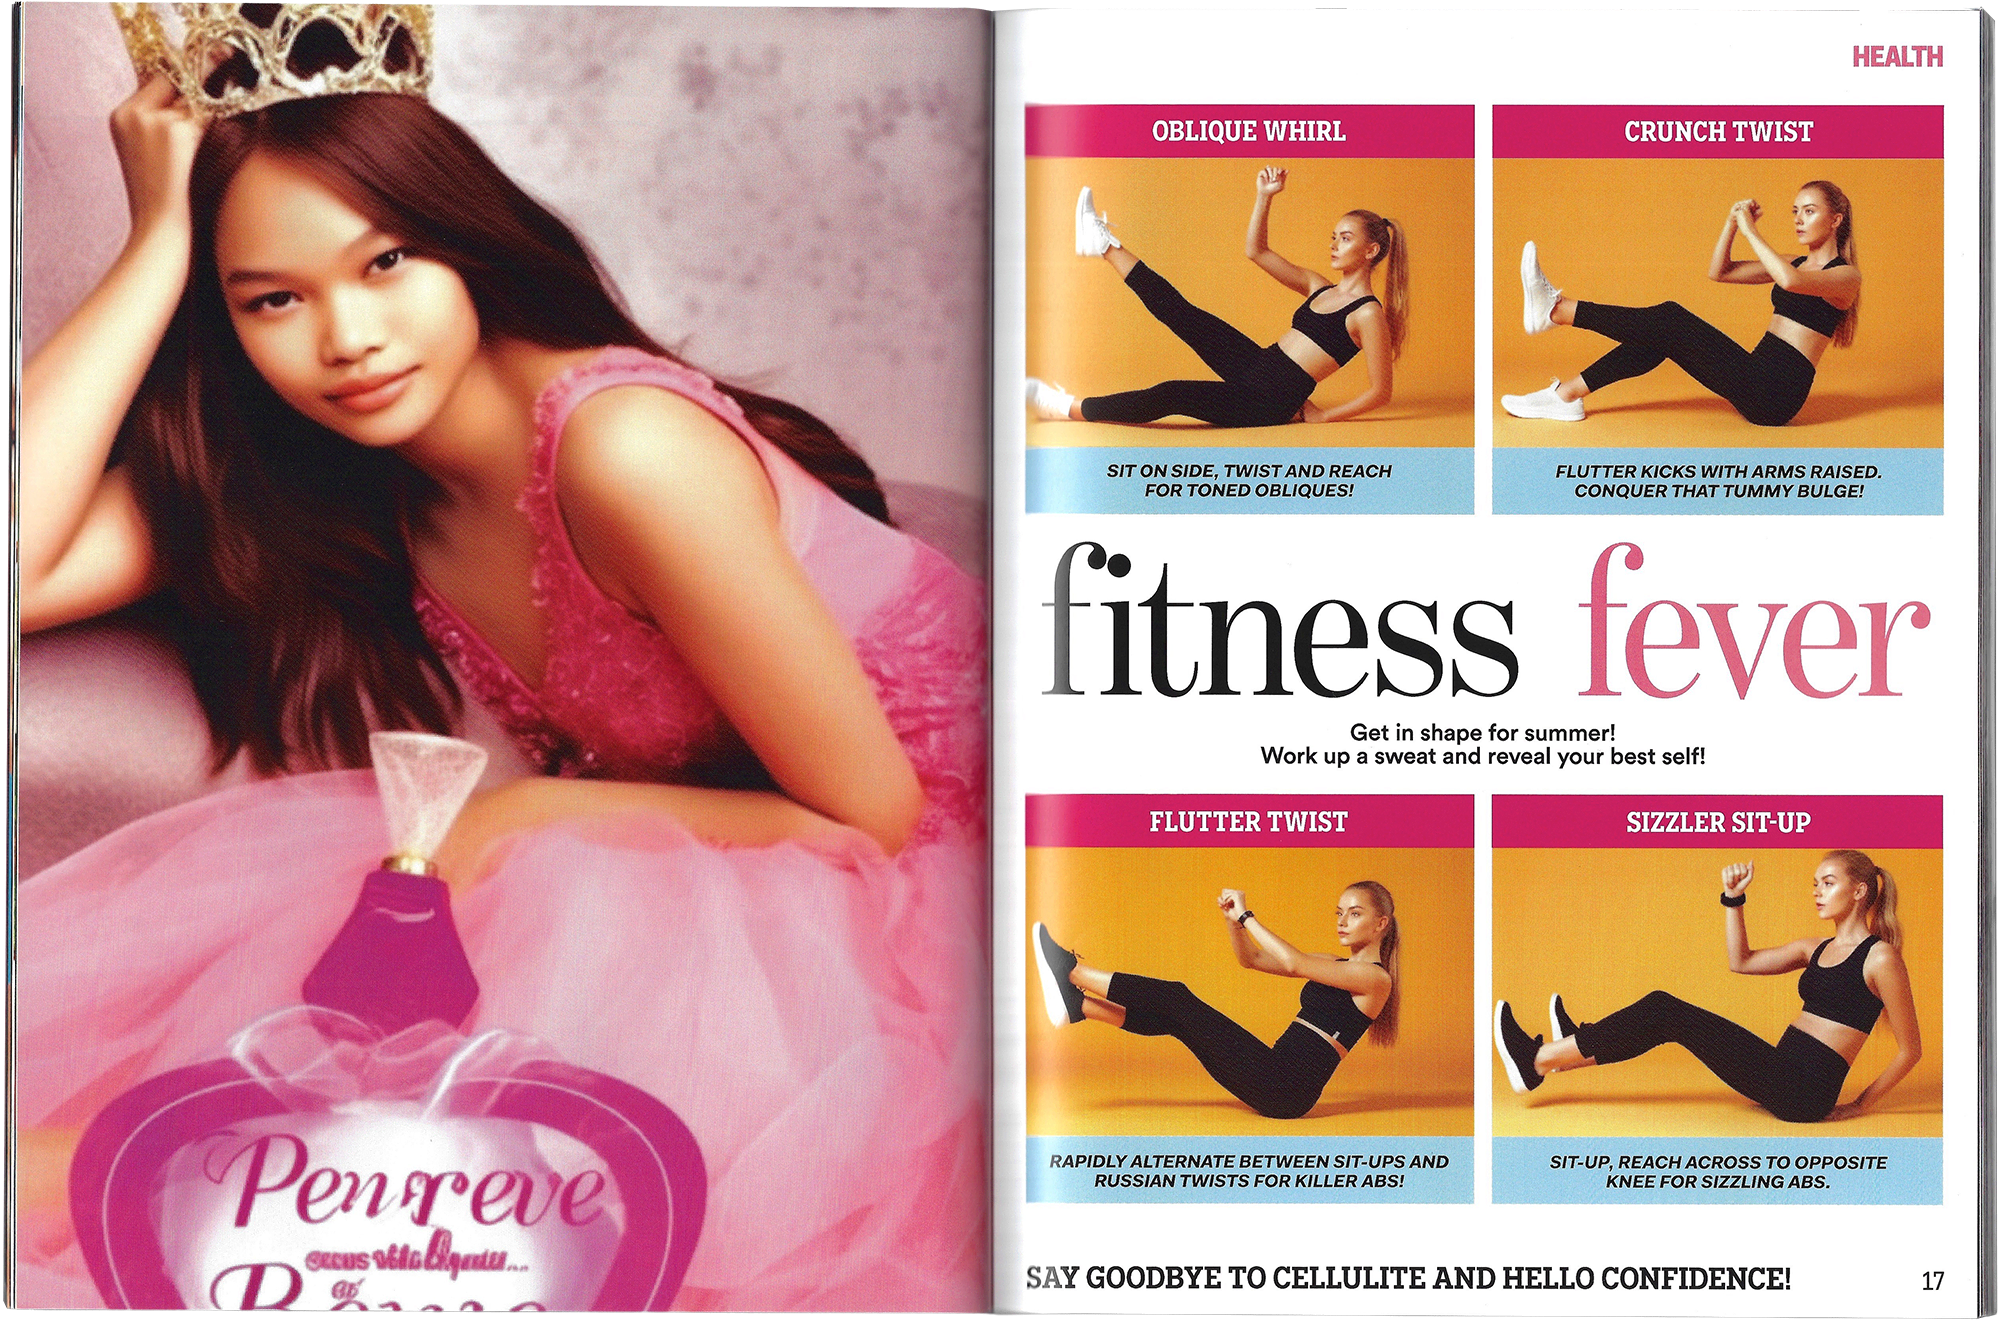 Penreve
HEALTH
OBLIQUE WHIRL
SIT ON SIDE, TWIST AND REACH
FOR TONED OBLIQUES!
CRUNCH TWIST
FLUTTER KICKS WITH ARMS RAISED.
CONQUER THAT TUMMY BULGE!
fitness fever
Get in shape for summer!
Work up a sweat and reveal your best self!
FLUTTER TWIST
RAPIDLY ALTERNATE BETWEEN SIT-UPS AND
RUSSIAN TWISTS FOR KILLER ABS!
SIZZLER SIT-UP
SIT-UP, REACH ACROSS TO OPPOSITE
KNEE FOR SIZZLING ABS.
SAY GOODBYE TO CELLULITE AND HELLO CONFIDENCE!
17